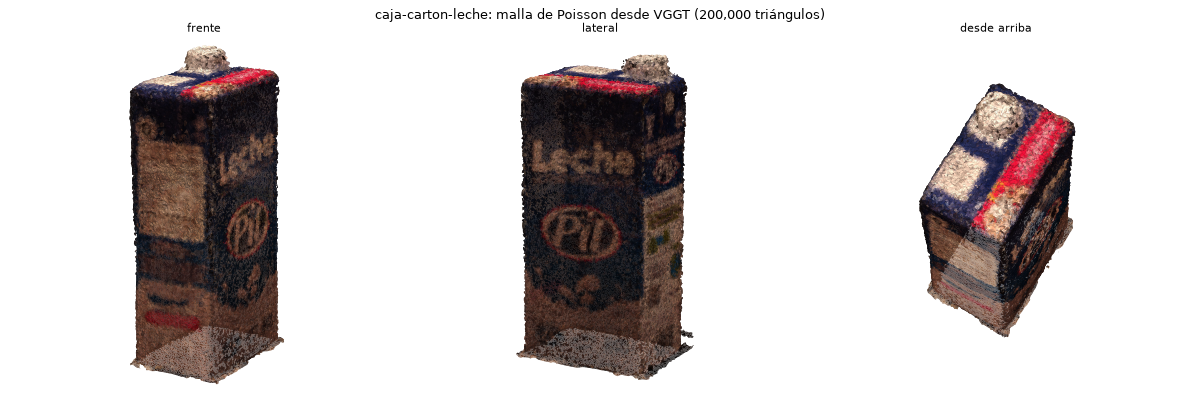 caja-carton-leche: malla de Poisson desde VGGT (200,000 triángulos)
frente
lateral
desde arriba
Leche
Pil
Leche
Pil
Pil